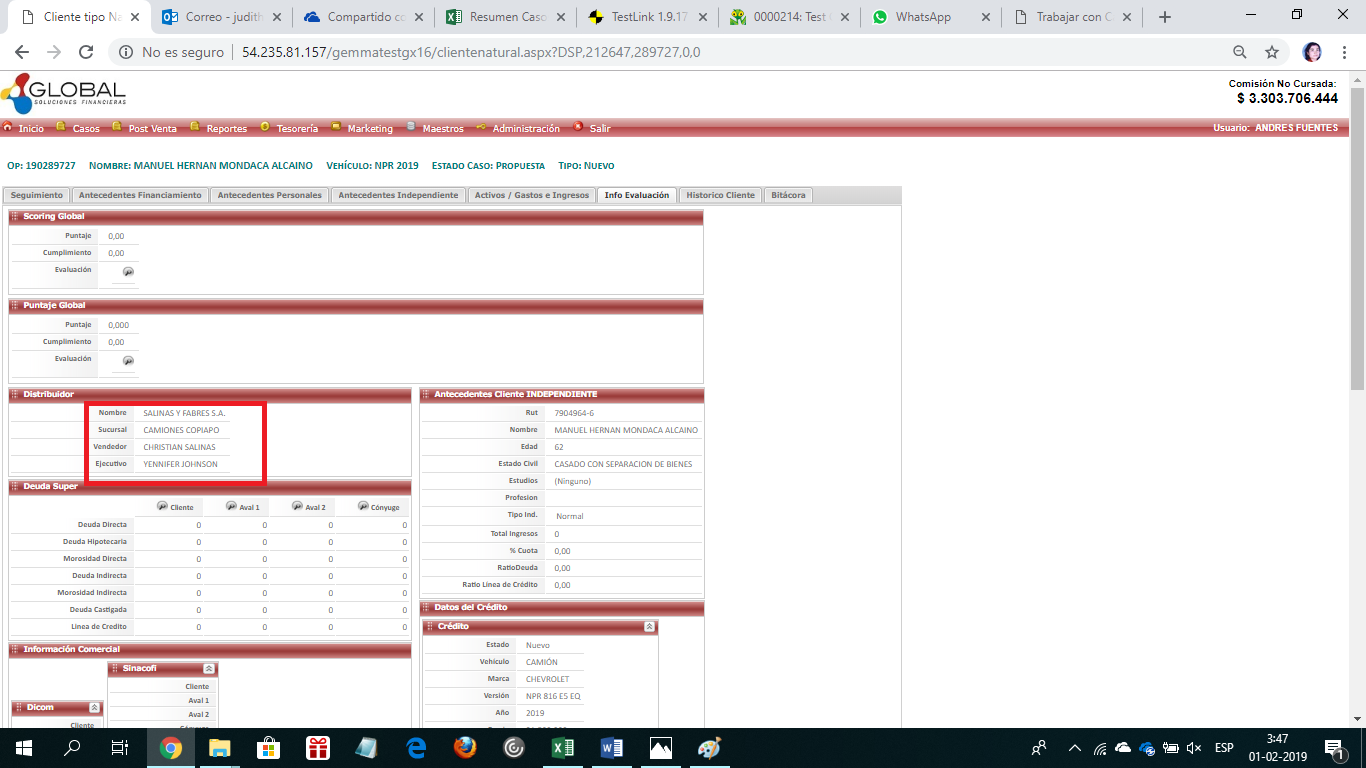 Cliente tipo Na
Correo - judith
Compartido co
Resumen Caso
TestLink 1.9.17
0000214: Test
WhatsApp
Trabajar con C
No es seguro | 54.235.81.157/gemmatestgx16/clientenatural.aspx?DSP,212647,289727,0,0
GLOBAL
SOLUCIONES FINANCIERAS
Comisión No Cursada:
$ 3.303.706.444
Inicio Casos Post Venta Reportes Tesorería Marketing Maestros Administración Salir
Usuario: ANDRES FUENTES
OP: 190289727 NOMBRE: MANUEL HERNAN MONDACA ALCAINO VEHÍCULO: NPR 2019 ESTADO CASO: PROPUESTA TIPO: NUEVO
Seguimiento Antecedentes Financiamiento Antecedentes Personales Antecedentes Independiente Activos / Gastos e Ingresos Info Evaluación Historico Cliente Bitácora
Scoring Global
Puntaje 0,00
Cumplimiento 0,00
Evaluación
Puntaje Global
Puntaje 0,000
Cumplimiento 0,00
Evaluación
Distribuidor
Nombre SALINAS Y FABRES S.A.
Sucursal CAMIONES COPIAPO
Vendedor CHRISTIAN SALINAS
Ejecutivo YENNIFER JOHNSON
Deuda Super
Cliente Aval 1 Aval 2 Cónyuge
Deuda Directa 0 0 0 0
Deuda Hipotecaria 0 0 0 0
Morosidad Directa 0 0 0 0
Deuda Indirecta 0 0 0 0
Morosidad Indirecta 0 0 0 0
Deuda Castigada 0 0 0 0
Linea de Credito 0 0 0 0
Información Comercial
Sinacofi
Cliente
Aval 1
Aval 2
Cónyuge
Dicom
Cliente
Antecedentes Cliente INDEPENDIENTE
Rut 7904964-6
Nombre MANUEL HERNAN MONDACA ALCAINO
Edad 62
Estado Civil CASADO CON SEPARACION DE BIENES
Estudios (Ninguno)
Profesion
Tipo Ind. Normal
Total Ingresos 0
% Cuota 0,00
RatioDeuda 0,00
Ratio Línea de Crédito 0,00
Datos del Crédito
Crédito
Estado Nuevo
Vehiculo CAMIÓN
Marca CHEVROLET
Versión NPR 816 E5 EQ
Año 2019
ESP
3:47
01-02-2019
1